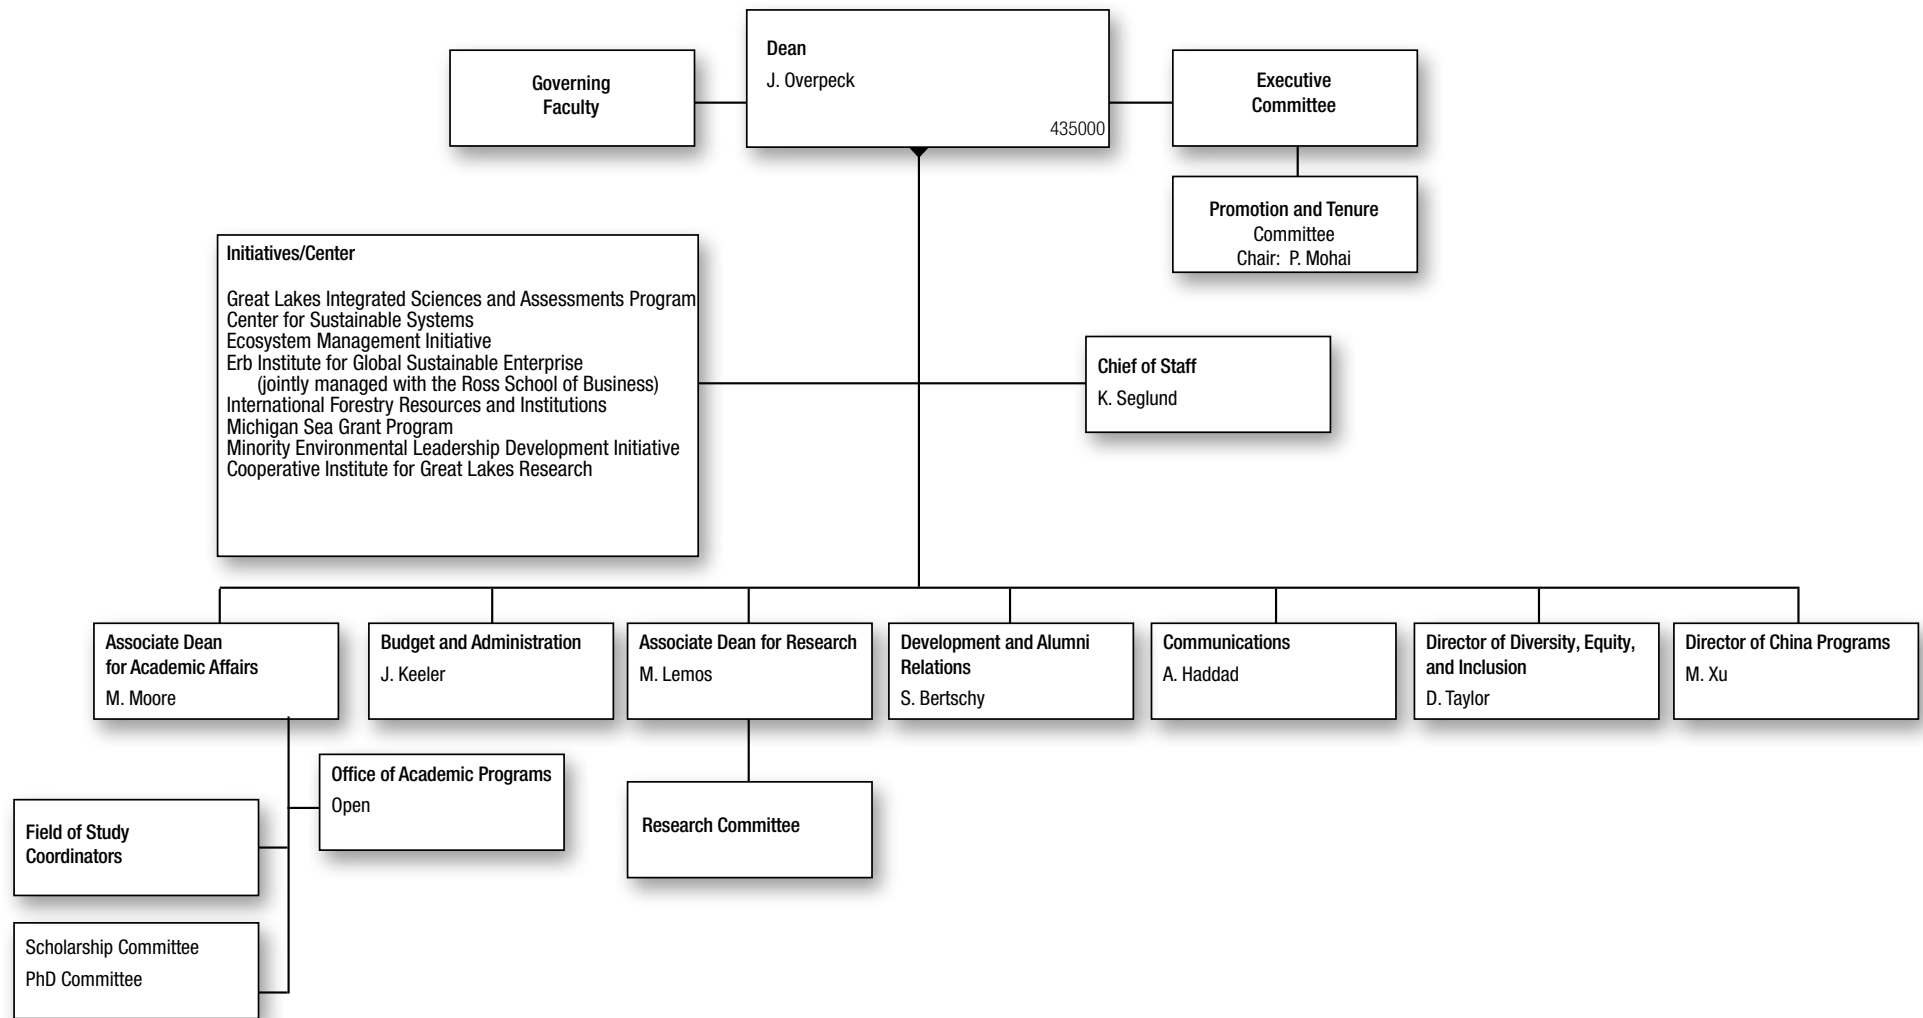 Dean
J. Overpeck
435000
Governing
Faculty
Executive
Committee
Promotion and Tenure
Committee
Chair:  P. Mohai
Initiatives/Center
Great Lakes Integrated Sciences and Assessments Program
Center for Sustainable Systems
Ecosystem Management Initiative
Erb Institute for Global Sustainable Enterprise
(jointly managed with the Ross School of Business)
International Forestry Resources and Institutions
Michigan Sea Grant Program
Minority Environmental Leadership Development Initiative
Cooperative Institute for Great Lakes Research
Chief of Staff
K. Seglund
Associate Dean
for Academic Affairs
M. Moore
Budget and Administration
J. Keeler
Associate Dean for Research
M. Lemos
Development and Alumni
Relations
S. Bertschy
Communications
A. Haddad
Director of Diversity, Equity,
and Inclusion
D. Taylor
Director of China Programs
M. Xu
Office of Academic Programs
Open
Field of Study
Coordinators
Research Committee
Scholarship Committee
PhD Committee